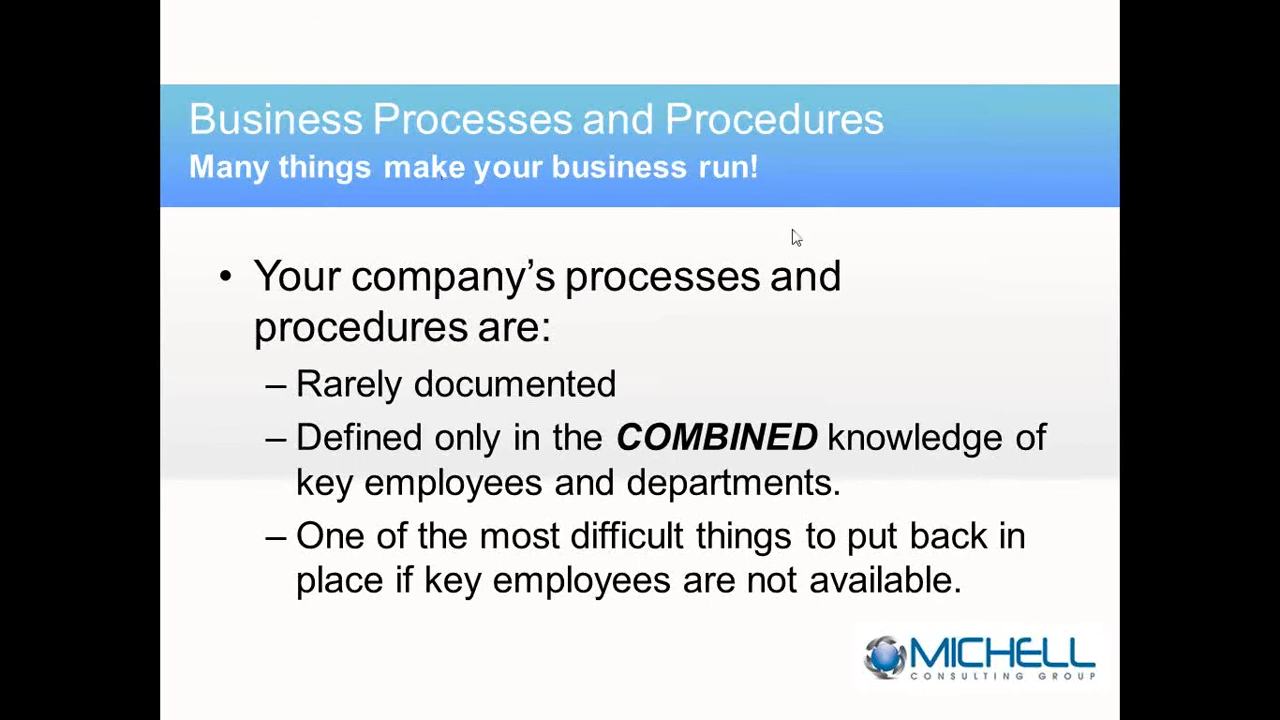 Business Processes and Procedures
Many things make your business run!
• Your company’s processes and
procedures are:
– Rarely documented
– Defined only in the COMBINED knowledge of
key employees and departments.
– One of the most difficult things to put back in
place if key employees are not available.
MICHELL
CONSULTING GROUP